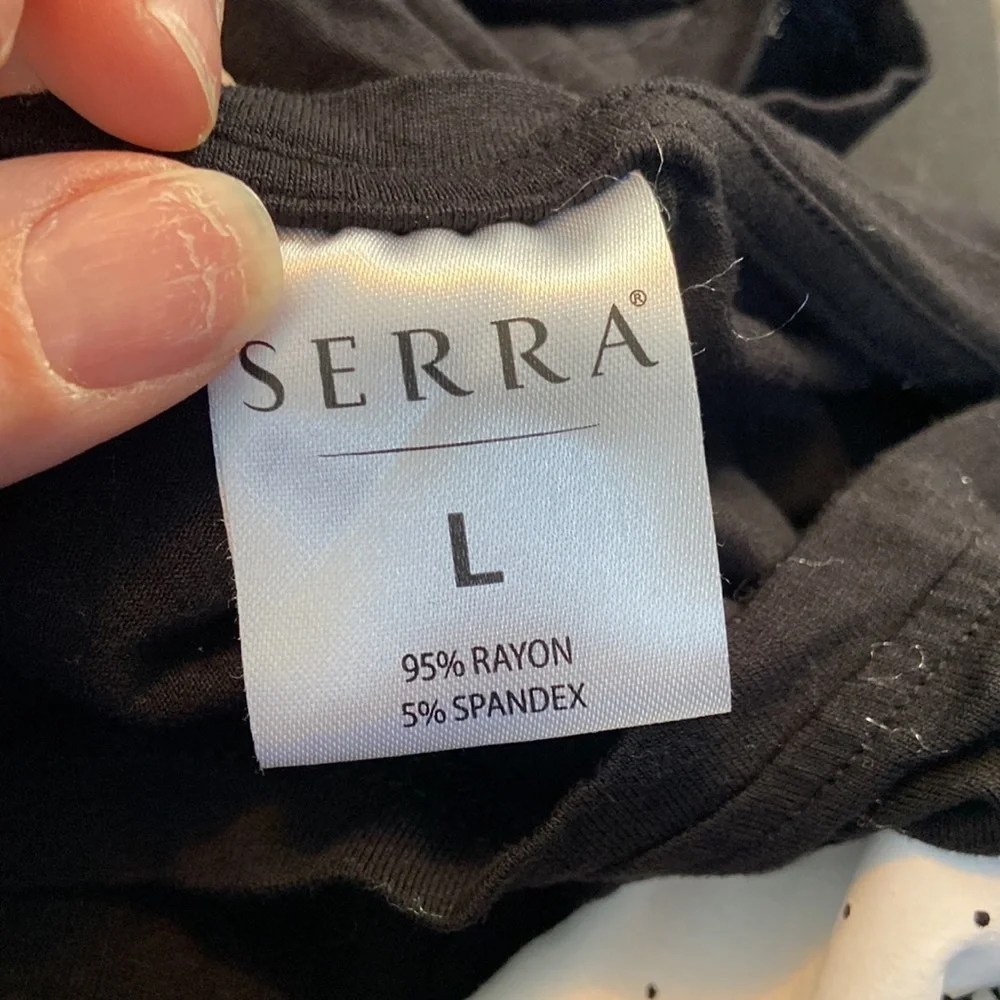 SERRA®
L
95% RAYON
5% SPANDEX